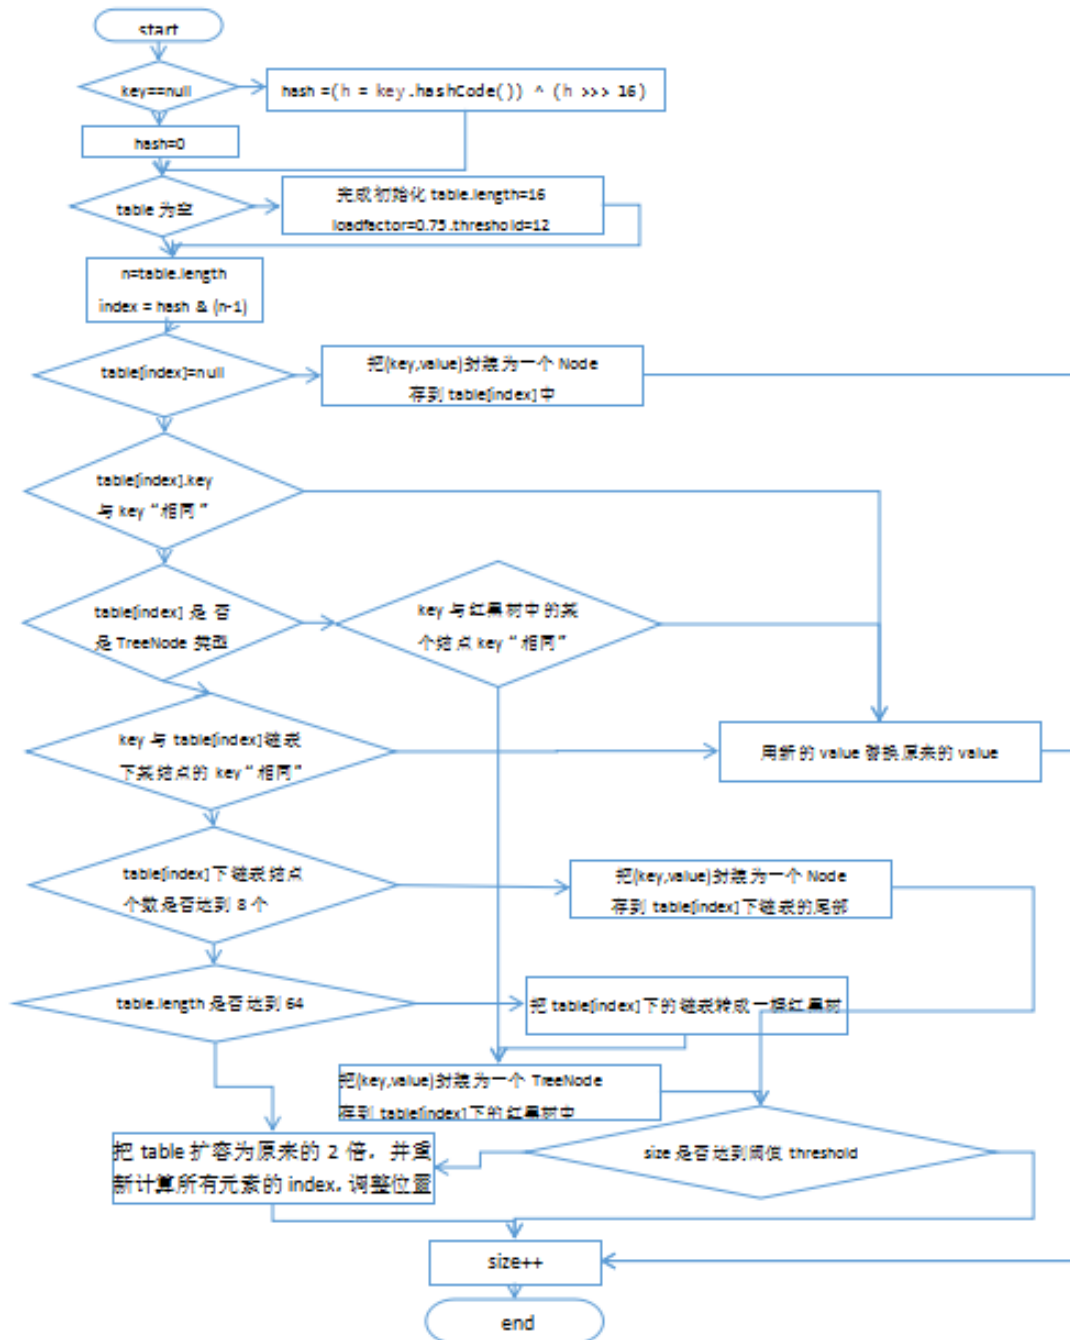 start
key==null
hash =(h = key.hashCode()) ^ (h >>> 16)
hash=0
table 为空
完成初始化 table.length=16
loadfactor=0.75.threshold=12
n=table.length
index = hash & (n-1)
table[index]=null
把(key,value)封装为一个 Node
存到 table[index]中
table[index].key
与 key“相同”
table[index] 是 否
是 TreeNode 类型
key 与红黑树中的某
个结点 key“相同”
key 与 table[index]链表
下某结点的 key“相同”
用新的 value 替换原来的 value
table[index]下链表结点
个数是否达到 8 个
把(key,value)封装为一个 Node
存到 table[index]下链表的尾部
table.length 是否达到 64
把 table[index]下的链表转成一棵红黑树
把(key,value)封装为一个 TreeNode
存到 table[index]下的红黑树中
size 是否达到阈值 threshold
把 table 扩容为原来的 2 倍，并重
新计算所有元素的 index，调整位置
size++
end